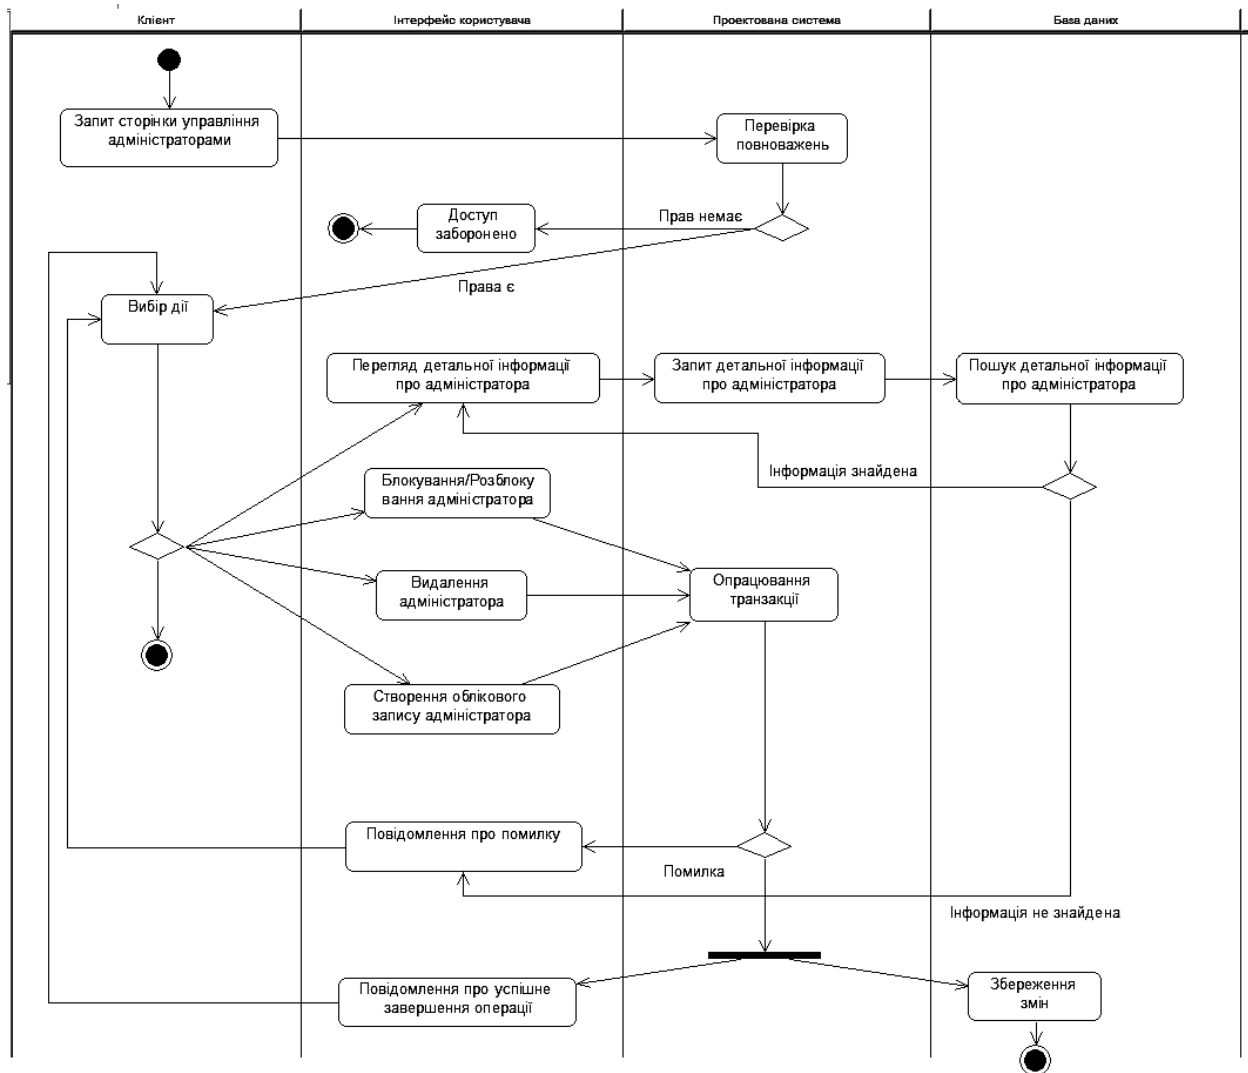 Клієнт
Інтерфейс користувача
Проектована система
База даних
Запит сторінки управління
адміністраторами
Перевірка
повноважень
Доступ
заборонено
Прав немає
Права є
Вибір дії
Перегляд детальної інформації
про адміністратора
Запит детальної інформації
про адміністратора
Пошук детальної інформації
про адміністратора
Інформація знайдена
Блокування/Розблоку
вання адміністратора
Видалення
адміністратора
Опрацювання
транзакції
Створення облікового
запису адміністратора
Повідомлення про помилку
Помилка
Інформація не знайдена
Повідомлення про успішне
завершення операції
Збереження
змін